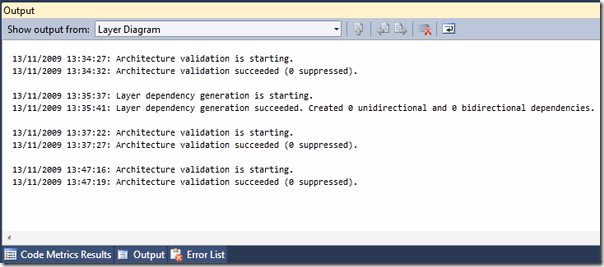 Output
Show output from: Layer Diagram
13/11/2009 13:34:27: Architecture validation is starting.
13/11/2009 13:34:32: Architecture validation succeeded (0 suppressed).
13/11/2009 13:35:37: Layer dependency generation is starting.
13/11/2009 13:35:41: Layer dependency generation succeeded. Created 0 unidirectional and 0 bidirectional dependencies.
13/11/2009 13:37:22: Architecture validation is starting.
13/11/2009 13:37:27: Architecture validation succeeded (0 suppressed).
13/11/2009 13:47:16: Architecture validation is starting.
13/11/2009 13:47:19: Architecture validation succeeded (0 suppressed).
Code Metrics Results Output Error List